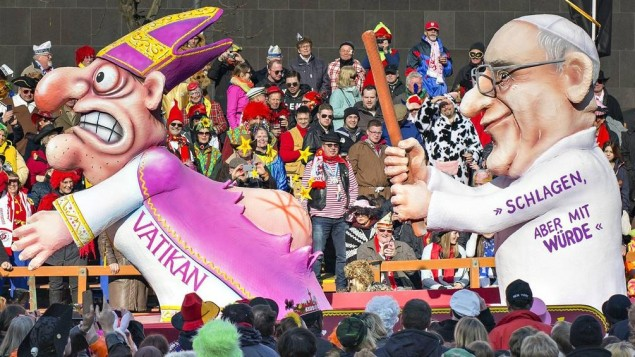 VATIKAN
» SCHLAGEN,
ABER MIT
WÜRDE «